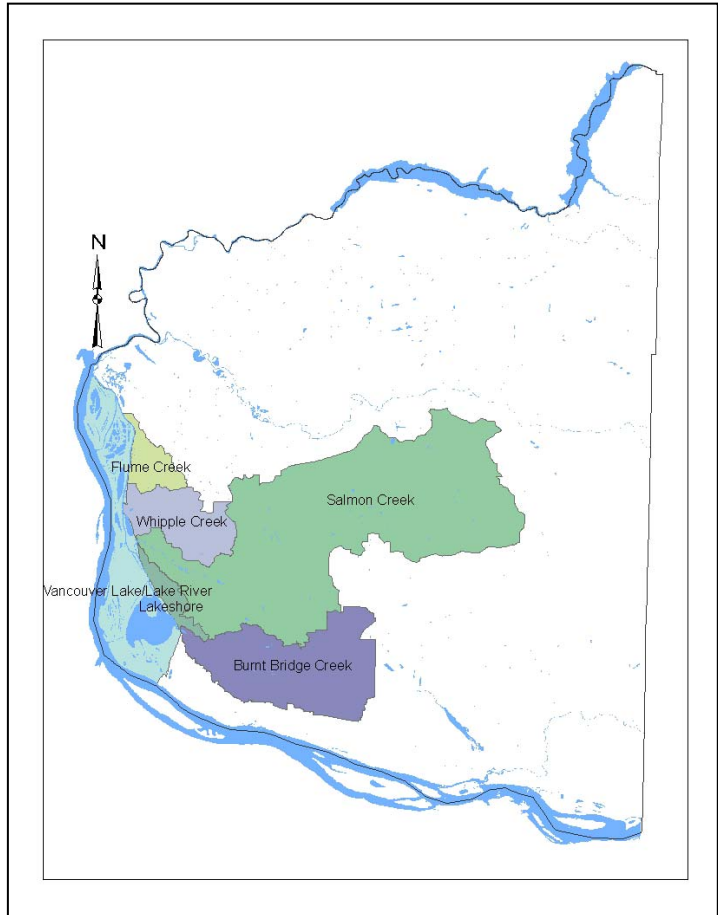 N
Flume Creek
Salmon Creek
Whipple Creek
Vancouver Lake/Lake River
Lakeshore
Burnt Bridge Creek